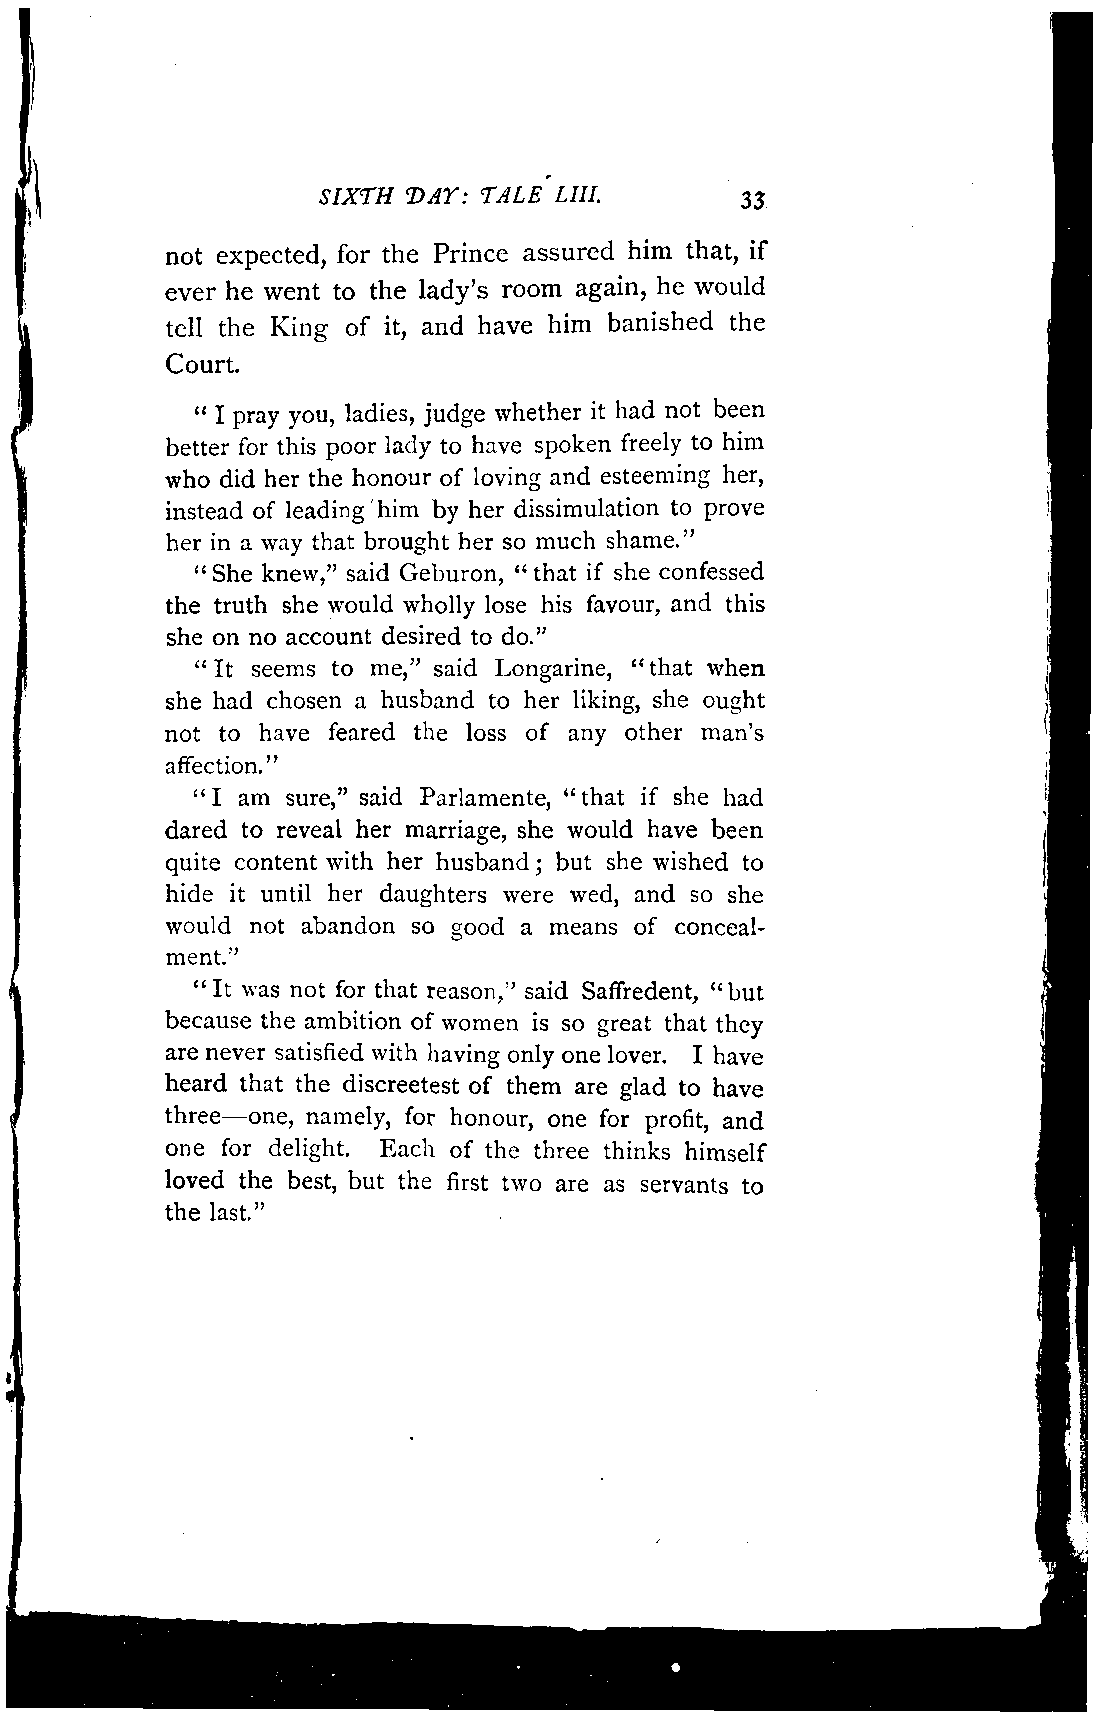 SIXTH DAY: TALE LIII. 33
not expected, for the Prince assured him that, if
ever he went to the lady's room again, he would
tell the King of it, and have him banished the
Court.
" I pray you, ladies, judge whether it had not been
better for this poor lady to have spoken freely to him
who did her the honour of loving and esteeming her,
instead of leading him by her dissimulation to prove
her in a way that brought her so much shame."
" She knew," said Geburon, " that if she confessed
the truth she would wholly lose his favour, and this
she on no account desired to do."
" It seems to me," said Longarine, " that when
she had chosen a husband to her liking, she ought
not to have feared the loss of any other man's
affection."
" I am sure," said Parlamente, " that if she had
dared to reveal her marriage, she would have been
quite content with her husband ; but she wished to
hide it until her daughters were wed, and so she
would not abandon so good a means of conceal-
ment."
" It was not for that reason," said Saffredent, " but
because the ambition of women is so great that they
are never satisfied with having only one lover. I have
heard that the discreetest of them are glad to have
three—one, namely, for honour, one for profit, and
one for delight. Each of the three thinks himself
loved the best, but the first two are as servants to
the last."